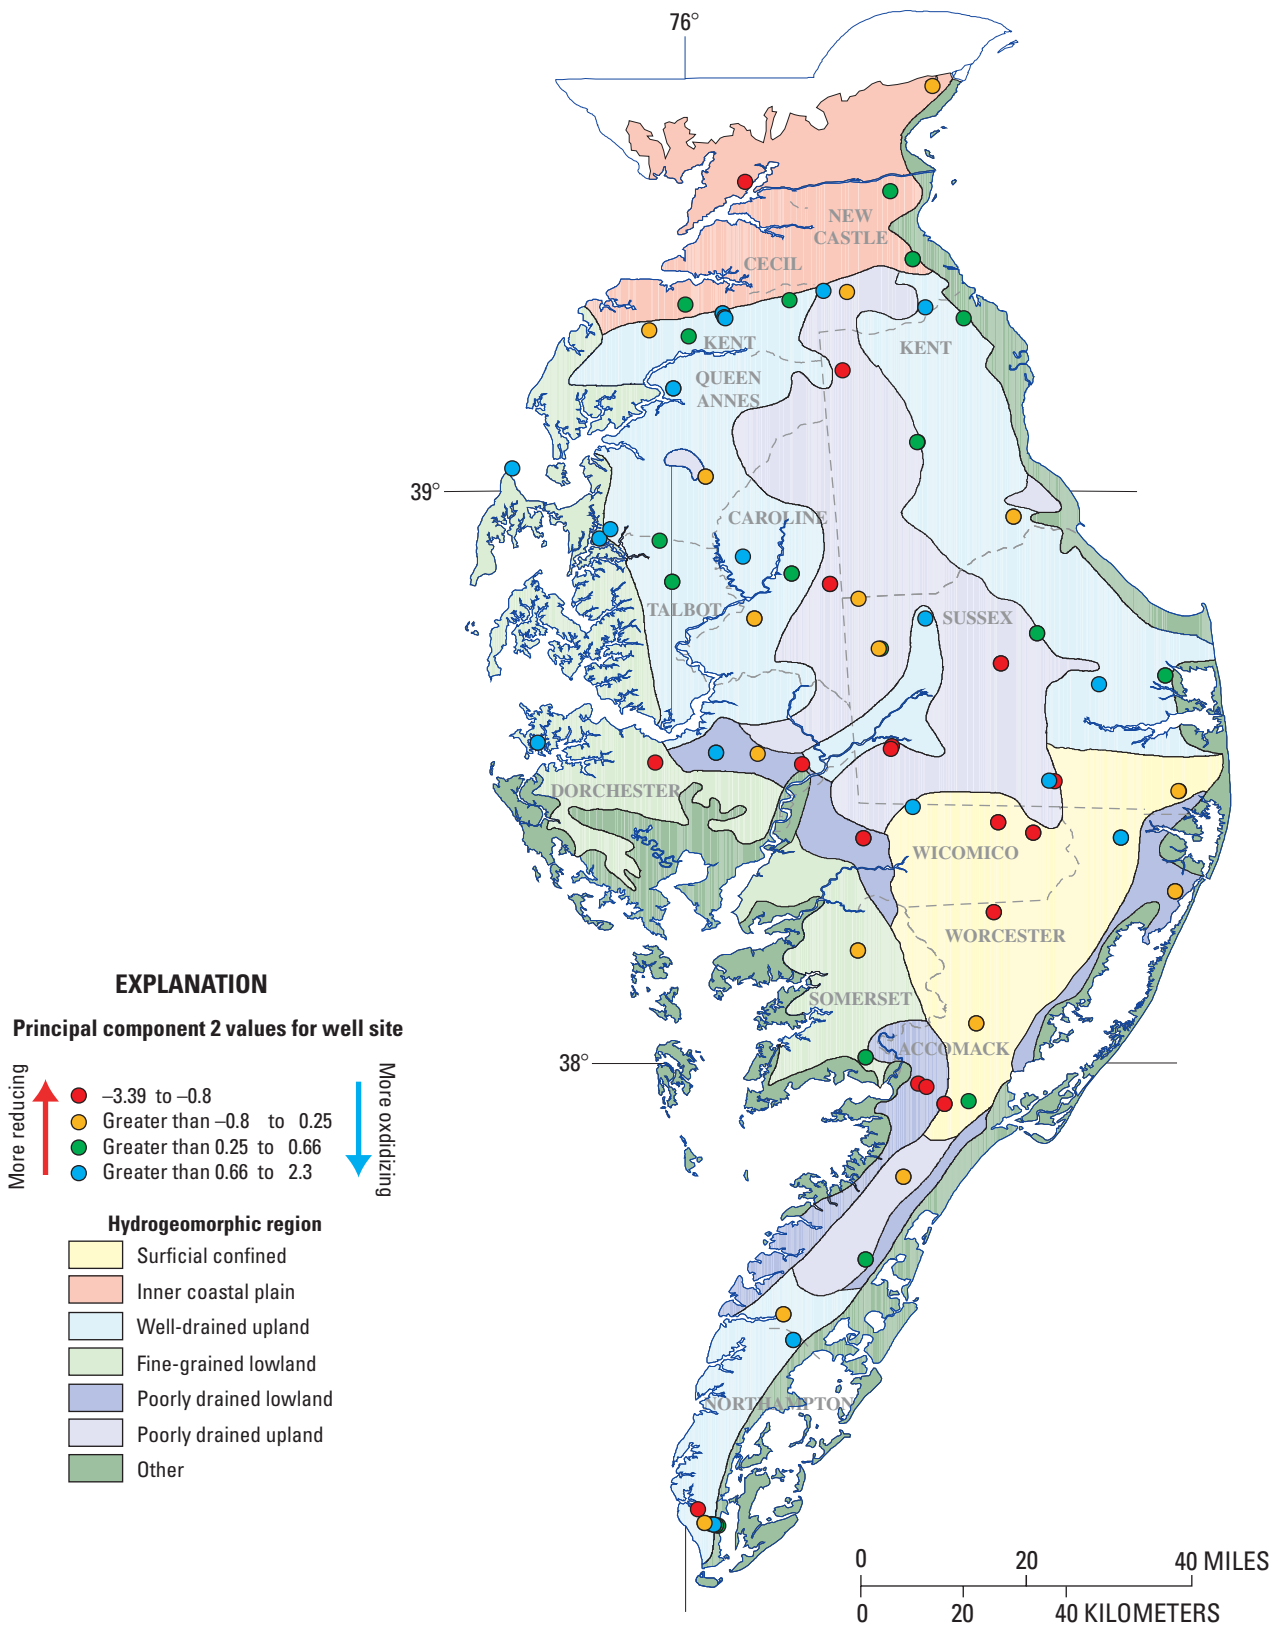 76°
NEW
CASTLE
CECIL
KENT
KENT
QUEEN
ANNES
39°
CAROLINE
TALBOT
SUSSEX
DORCHESTER
WICOMICO
WORCESTER
SOMERSET
ACCOMACK
38°
NORTHAMPTON
EXPLANATION
Principal component 2 values for well site
More reducing
–3.39 to –0.8
Greater than –0.8 to 0.25
Greater than 0.25 to 0.66
Greater than 0.66 to 2.3
More oxdidizing
Hydrogeomorphic region
Surficial confined
Inner coastal plain
Well-drained upland
Fine-grained lowland
Poorly drained lowland
Poorly drained upland
Other
0 20 40 MILES
0 20 40 KILOMETERS